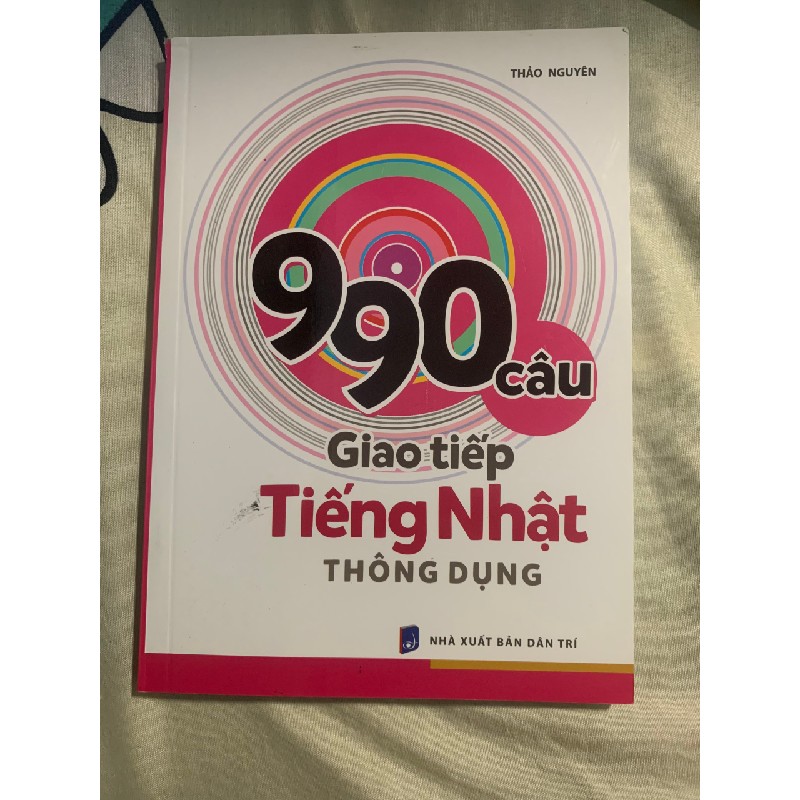 THẢO NGUYÊN
990 câu
Giao tiếp
Tiếng Nhật
THÔNG DỤNG
NHÀ XUẤT BẢN DÂN TRÍ